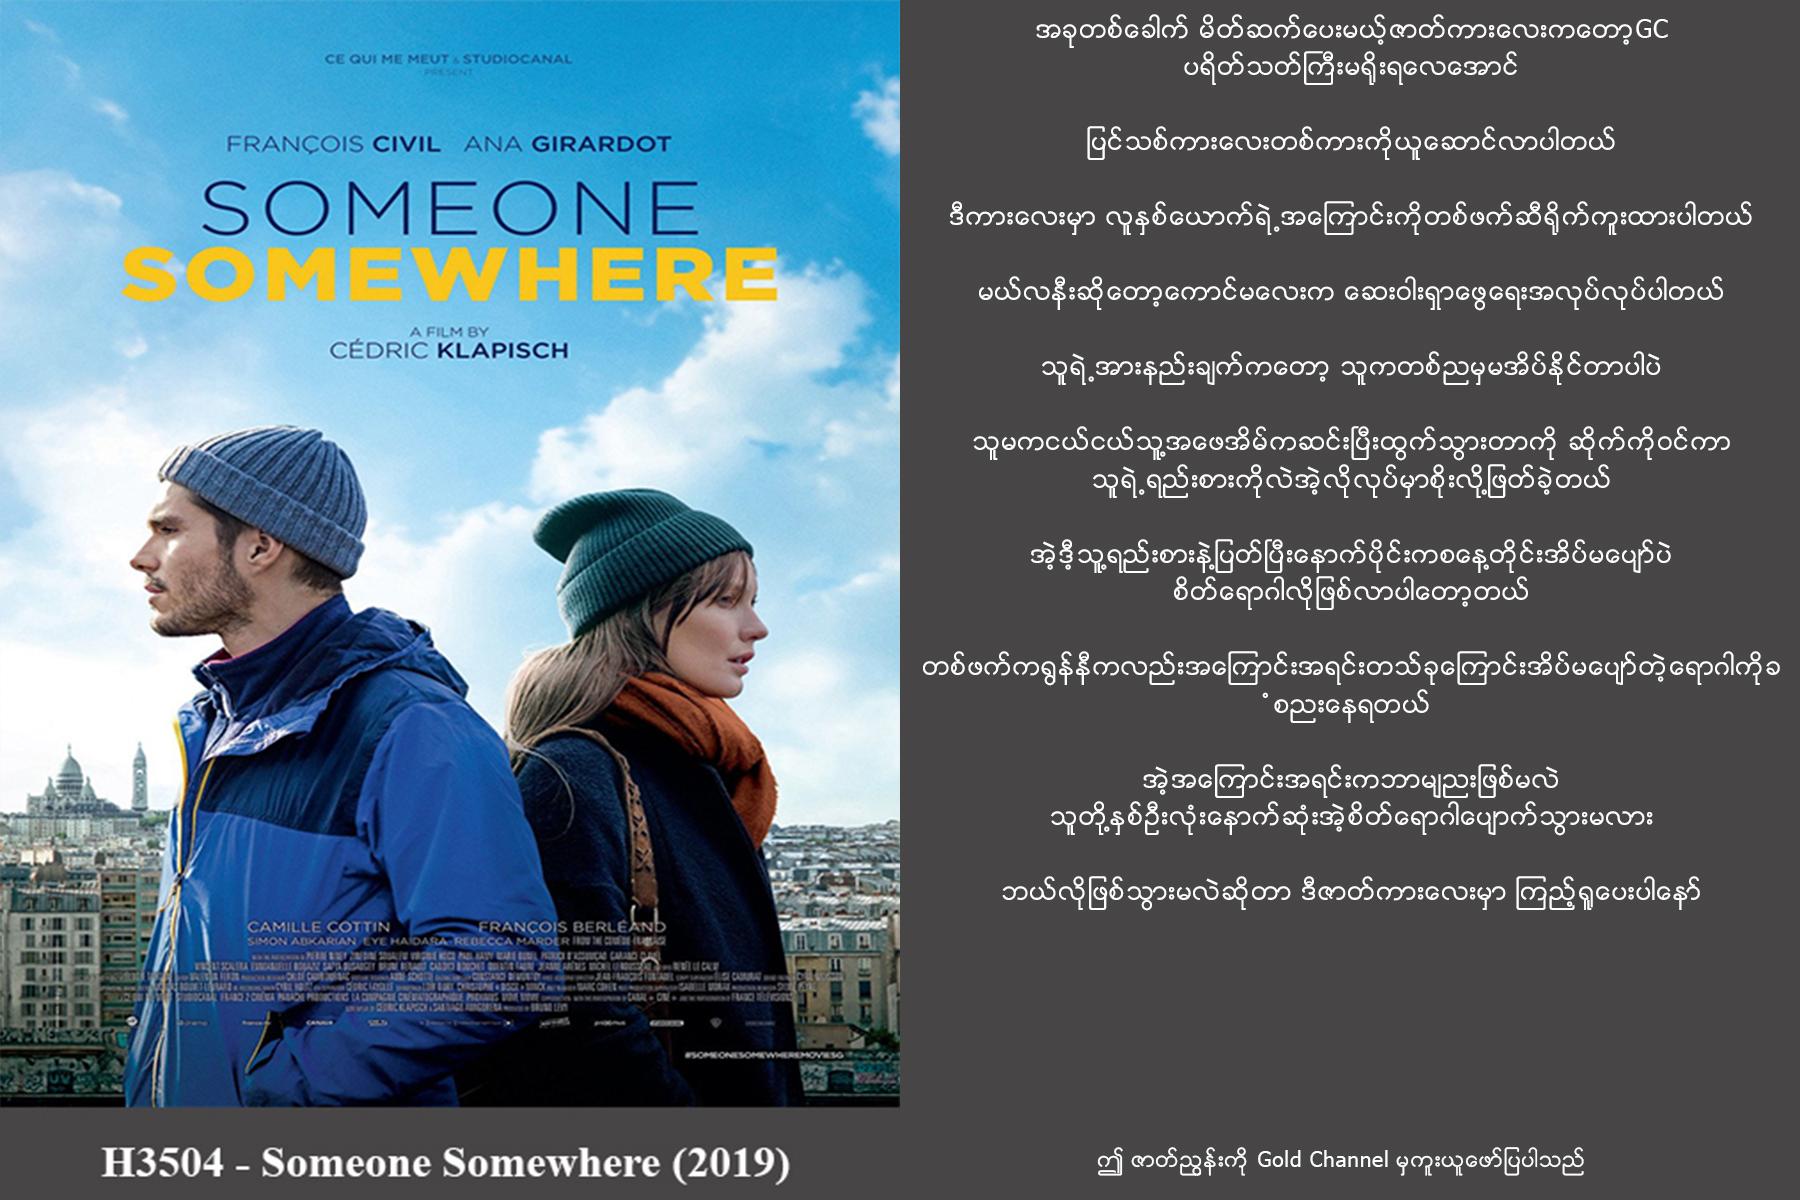 CE QUI ME MEUT & STUDIOCANAL
PRESENT
FRANÇOIS CIVIL ANA GIRARDOT
SOMEONE
SOMEWHERE
A FILM BY
CÉDRIC KLAPISCH
CAMILLE COTTIN FRANÇOIS BERLÉAND
SIMON ABKARIAN EYE HAIDARA REBECCA MARDER FROM THE COMÉDIE-FRANÇAISE
#SOMEONESOMEWHEREMOVIESG
H3504 - Someone Somewhere (2019)
အခုတစ်ခေါက် မိတ်ဆက်ပေးမယ့်ဇာတ်ကားလေးကတော့GC
ပရိတ်သတ်ကြီးမရိုးရလေအောင်
ပြင်သစ်ကားလေးတစ်ကားကိုယူဆောင်လာပါတယ်
ဒီကားလေးမှာ လူနှစ်ယောက်ရဲ့အကြောင်းကိုတစ်ဖက်ဆီရိုက်ကူးထားပါတယ်
မယ်လနီးဆိုတော့ကောင်မလေးက ဆေးဝါးရှာဖွေရေးအလုပ်လုပ်ပါတယ်
သူရဲ့အားနည်းချက်ကတော့ သူကတစ်ညမှမအိပ်နိုင်တာပါပဲ
သူမကငယ်ငယ်သူ့အဖေအိမ်ကဆင်းပြီးထွက်သွားတာကို ဆိုက်ကိုဝင်ကာ
သူရဲ့ရည်းစားကိုလဲအဲ့လိုလုပ်မှာစိုးလို့ဖြတ်ခဲ့တယ်
အဲ့ဒီ့သူ့ရည်းစားနဲ့ပြတ်ပြီးနောက်ပိုင်းကစနေ့တိုင်းအိပ်မပျော်ပဲ
စိတ်ရောဂါလိုဖြစ်လာပါတော့တယ်
တစ်ဖက်ကရွန်နီကလည်းအကြောင်းအရင်းတသ်ခုကြောင်းအိပ်မပျော်တဲ့ရောဂါကိုခ
ံစညးနေရတယ်
အဲ့အကြောင်းအရင်းကဘာမျညးဖြစ်မလဲ
သူတို့နှစ်ဦးလုံးနောက်ဆုံးအဲ့စိတ်ရောဂါပျောက်သွားမလား
ဘယ်လိုဖြစ်သွားမလဲဆိုတာ ဒီဇာတ်ကားလေးမှာ ကြည့်ရှူပေးပါနော်
ဤ ဇာတ်ညွှန်းကို Gold Channel မှကူးယူဖော်ပြပါသည်